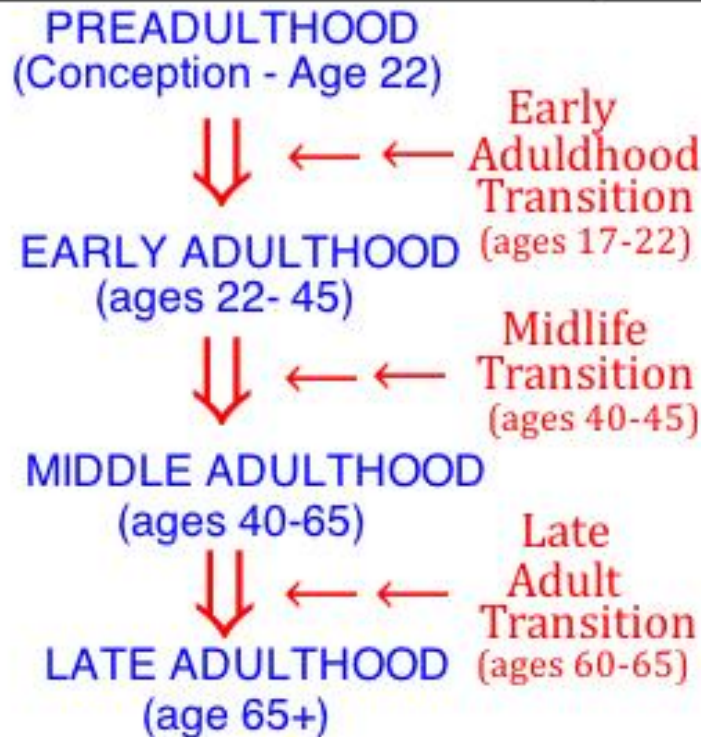 PREADULTHOOD
(Conception - Age 22)
Early
Aduldhood
Transition
(ages 17-22)
EARLY ADULTHOOD
(ages 22- 45)
Midlife
Transition
(ages 40-45)
MIDDLE ADULTHOOD
(ages 40-65)
Late
Adult
Transition
(ages 60-65)
LATE ADULTHOOD
(age 65+)